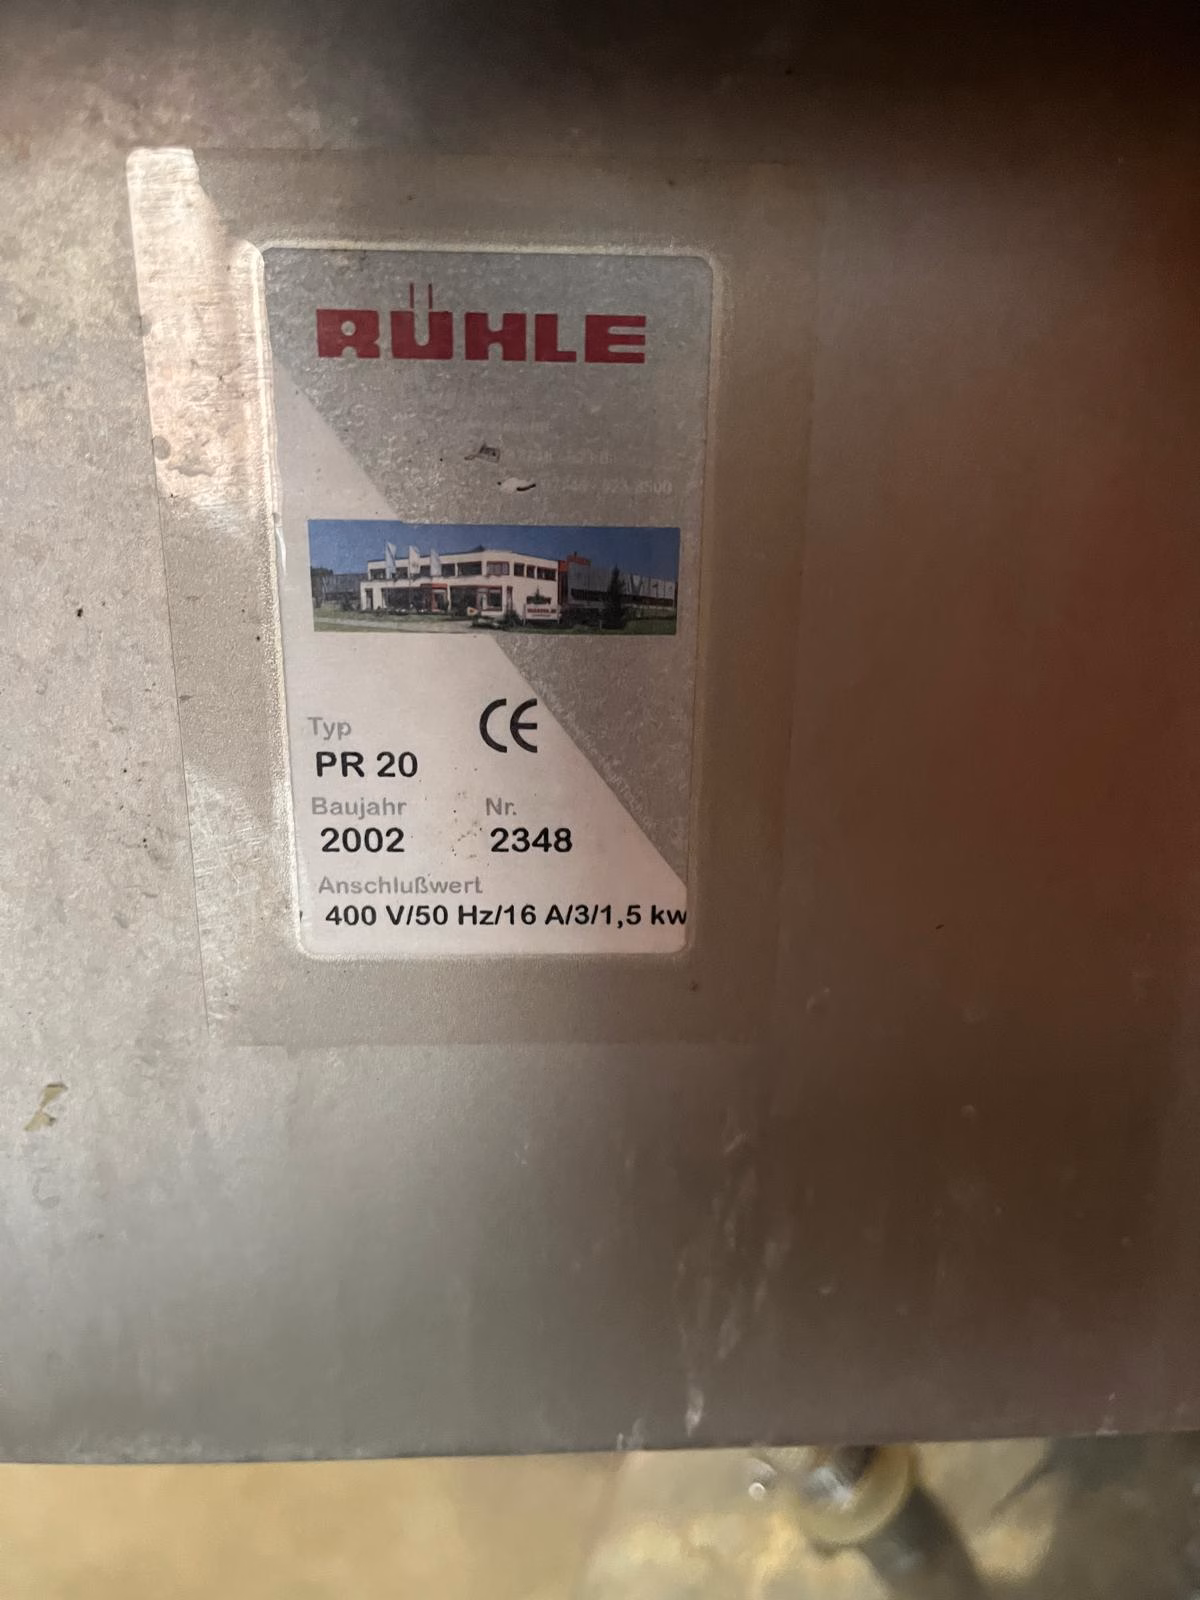 RÜHLE
Typ
CE
PR 20
Baujahr Nr.
2002 2348
Anschlußwert
400 V/50 Hz/16 A/3/1,5 kw